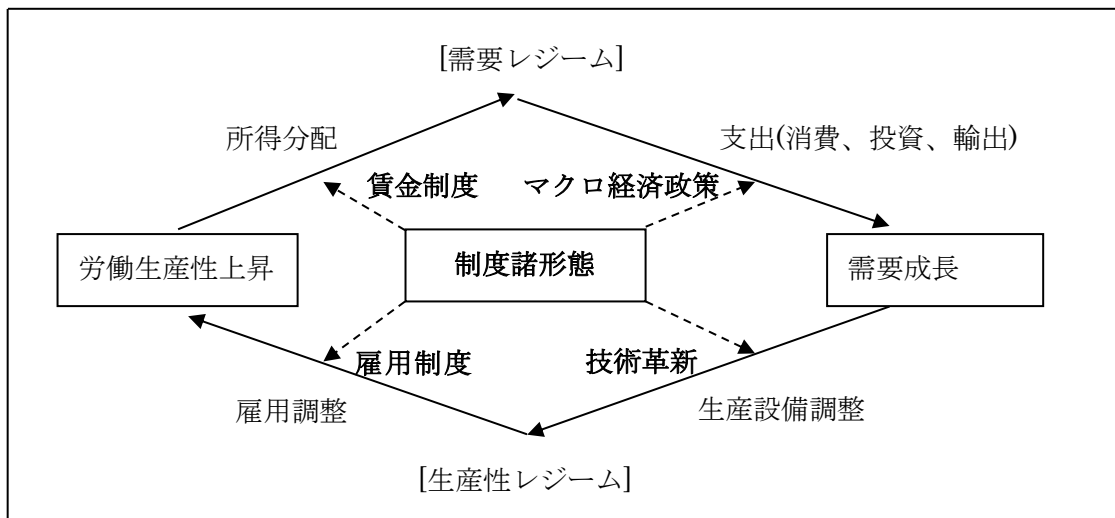 [需要レジーム]
所得分配
支出(消費、投資、輸出)
賃金制度
マクロ経済政策
労働生産性上昇
制度諸形態
需要成長
雇用制度
技術革新
雇用調整
生産設備調整
[生産性レジーム]